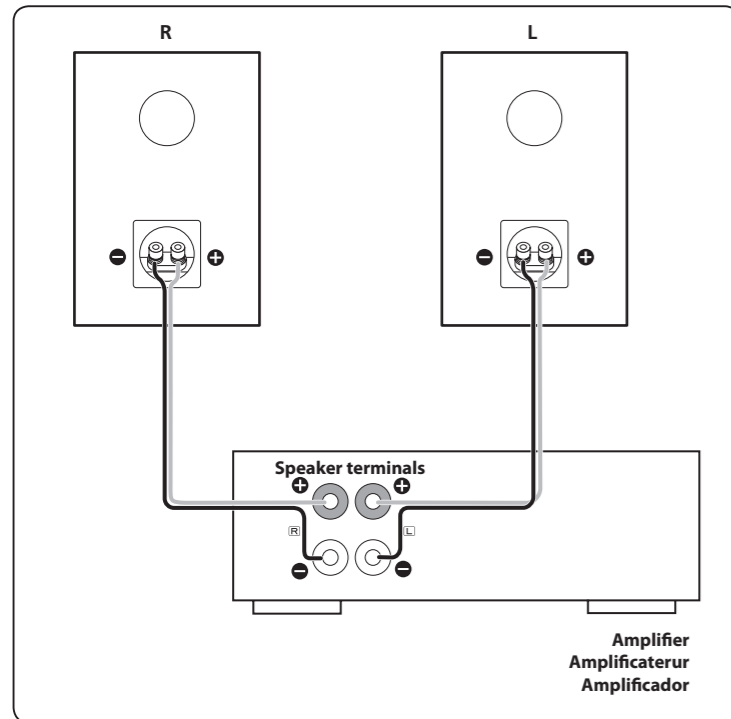 R
L
− +
− +
Speaker terminals
+ +
R L
− −
Amplifier
Amplificaterur
Amplificador